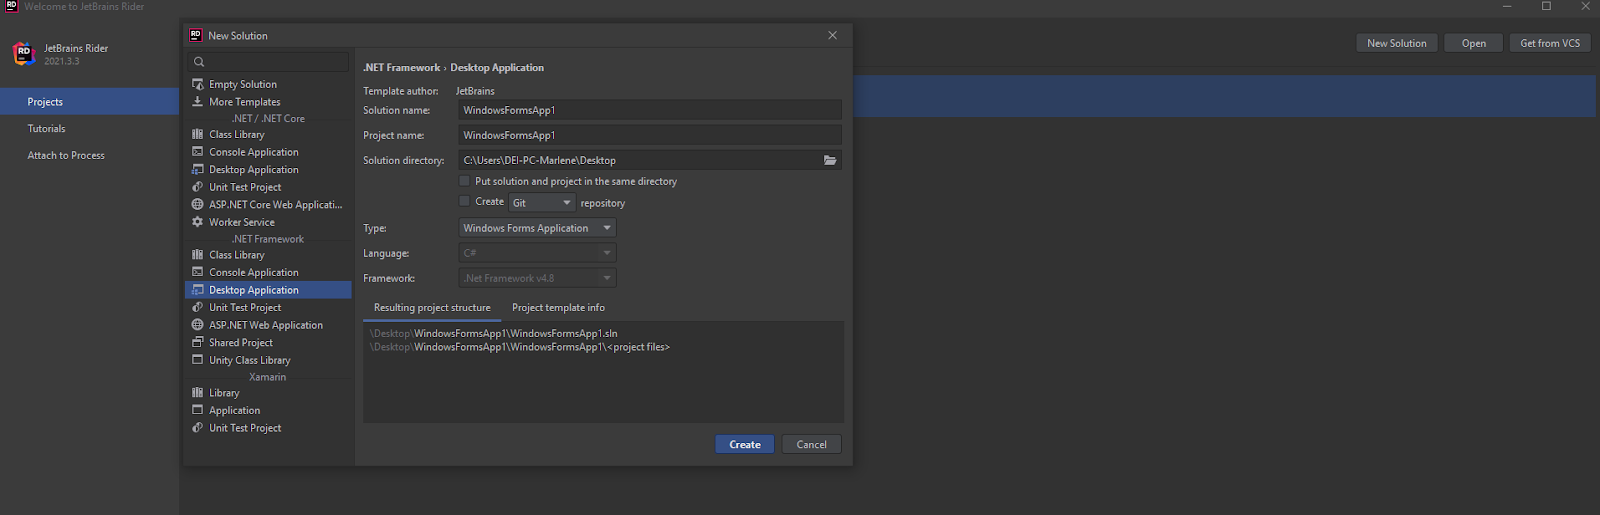 Welcome to JetBrains Rider
JetBrains Rider
2021.3.3
Projects
Tutorials
Attach to Process
New Solution
Open
Get from VCS
New Solution
Empty Solution
More Templates
.NET / .NET Core
Class Library
Console Application
Desktop Application
Unit Test Project
ASP.NET Core Web Applicati...
Worker Service
.NET Framework
Class Library
Console Application
Desktop Application
Unit Test Project
ASP.NET Web Application
Shared Project
Unity Class Library
Xamarin
Library
Application
Unit Test Project
.NET Framework › Desktop Application
Template author: JetBrains
Solution name: WindowsFormsApp1
Project name: WindowsFormsApp1
Solution directory: C:\Users\DEI-PC-Marlene\Desktop
Put solution and project in the same directory
Create Git repository
Type: Windows Forms Application
Language: C#
Framework: .Net Framework v4.8
Resulting project structure Project template info
\Desktop\WindowsFormsApp1\WindowsFormsApp1.sln
\Desktop\WindowsFormsApp1\WindowsFormsApp1\<project files>
Create Cancel